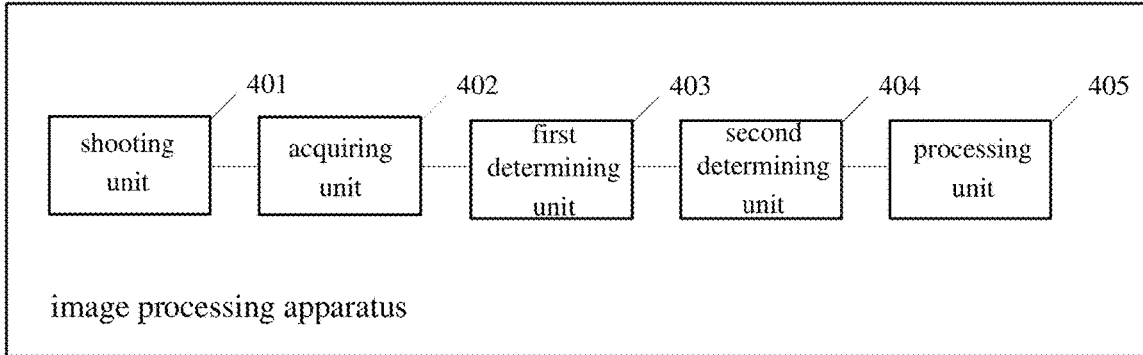 401
402
403
404
405
shooting
unit
acquiring
unit
first
determining
unit
second
determining
unit
processing
unit
image processing apparatus